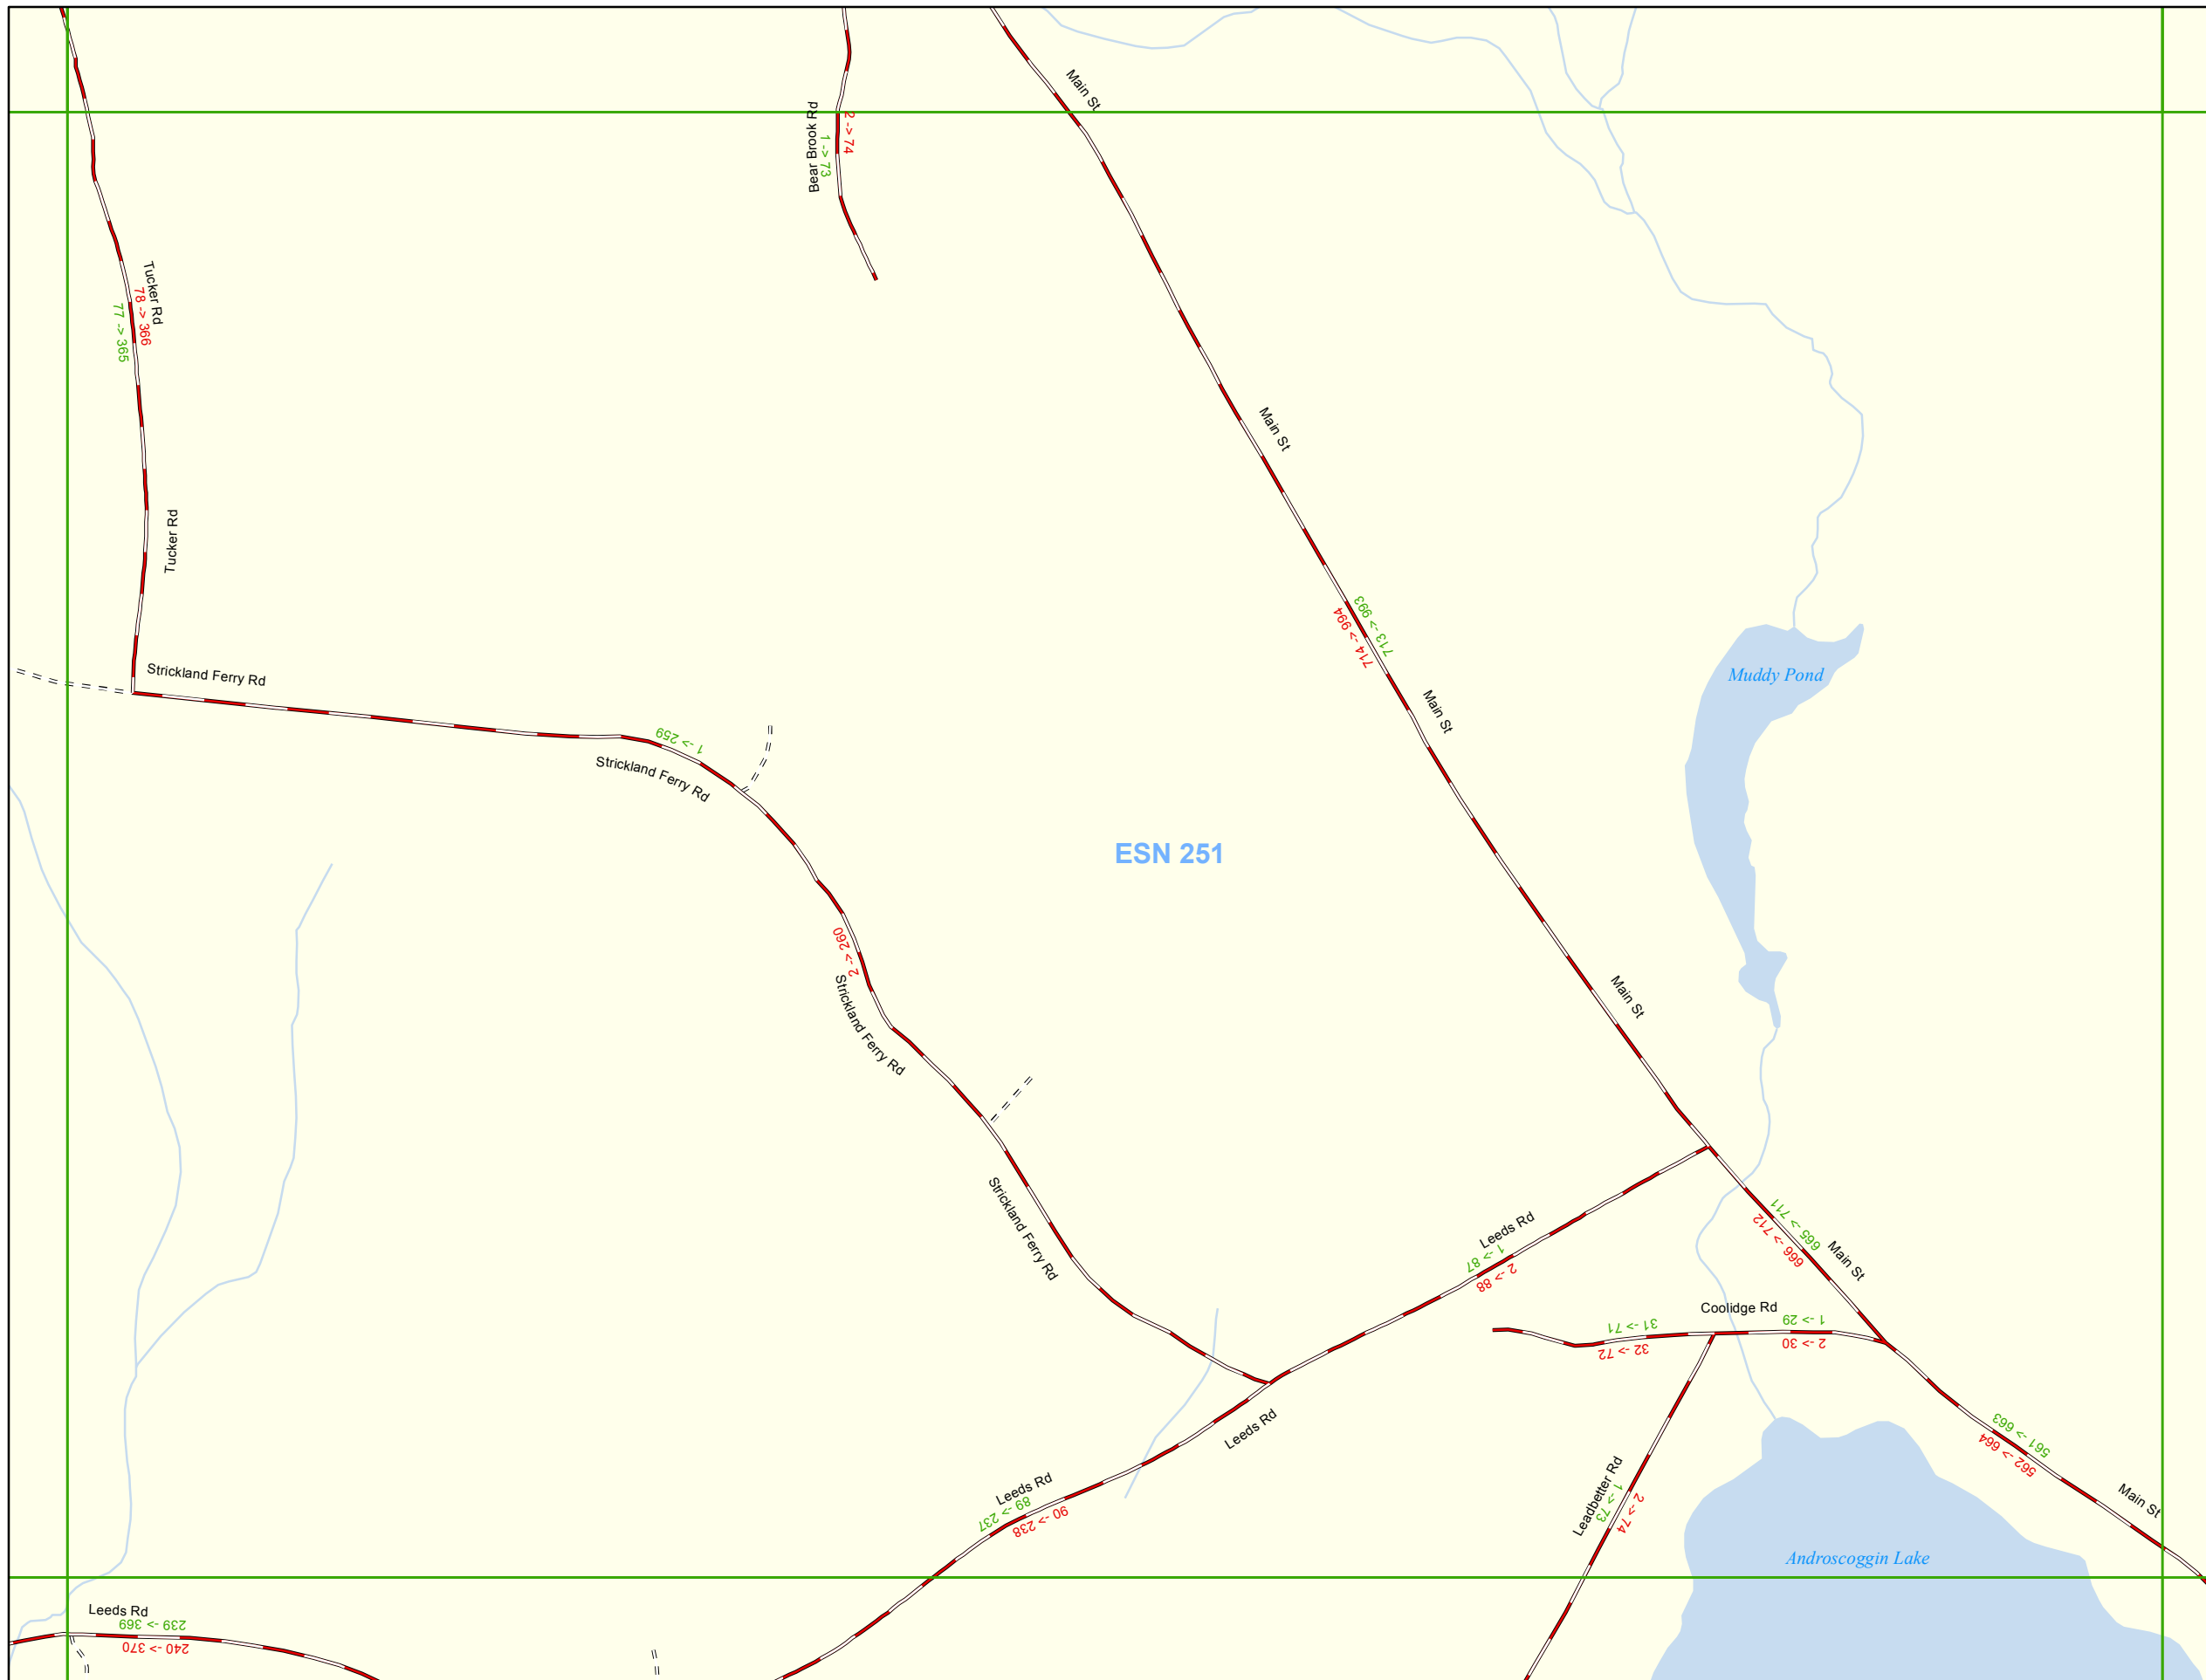 Main St
Bear Brook Rd
1 -> 73
2 -> 74
Tucker Rd
78 -> 366
77 -> 365
Main St
Tucker Rd
713 -> 993
714 -> 994
Strickland Ferry Rd
Muddy Pond
Main St
1 -> 259
Strickland Ferry Rd
ESN 251
2 -> 260
Strickland Ferry Rd
Main St
Strickland Ferry Rd
Leeds Rd
1 -> 87
2 -> 88
665 -> 711
666 -> 712
Main St
Coolidge Rd
31 -> 71
32 -> 72
1 -> 29
2 -> 30
Leeds Rd
561 -> 663
562 -> 664
Leeds Rd
89 -> 237
90 -> 238
Leadbetter Rd
1 -> 73
2 -> 74
Main St
Androscoggin Lake
Leeds Rd
239 -> 369
240 -> 370